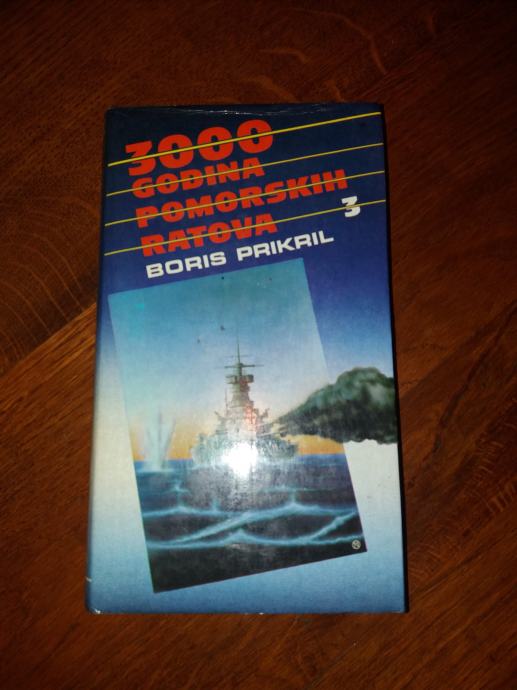 3000
GODINA
POMORSKIH
RATOVA
3
BORIS PRIKRIL